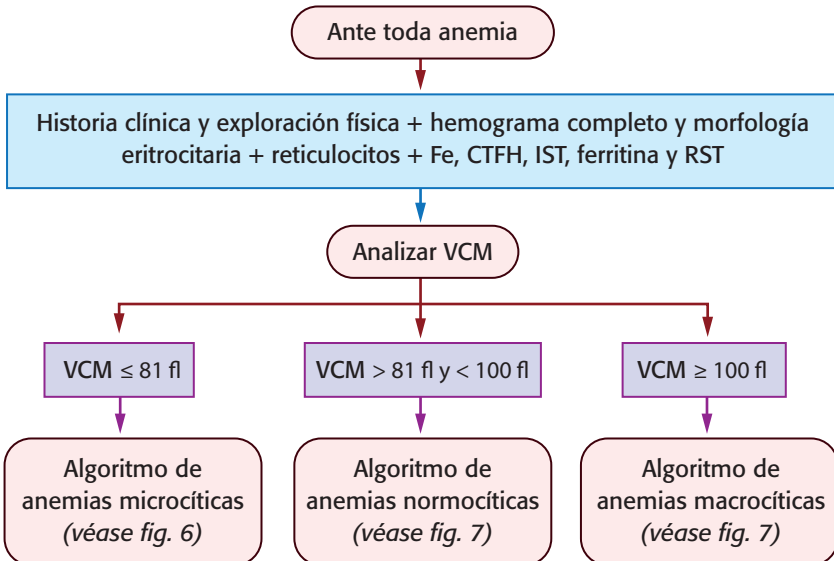 Ante toda anemia
Historia clínica y exploración física + hemograma completo y morfología
eritrocitaria + reticulocitos + Fe, CTFH, IST, ferritina y RST
Analizar VCM
VCM ≤ 81 fl
VCM > 81 fl y < 100 fl
VCM ≥ 100 fl
Algoritmo de
anemias microcíticas
(véase fig. 6)
Algoritmo de
anemias normocíticas
(véase fig. 7)
Algoritmo de
anemias macrocíticas
(véase fig. 7)